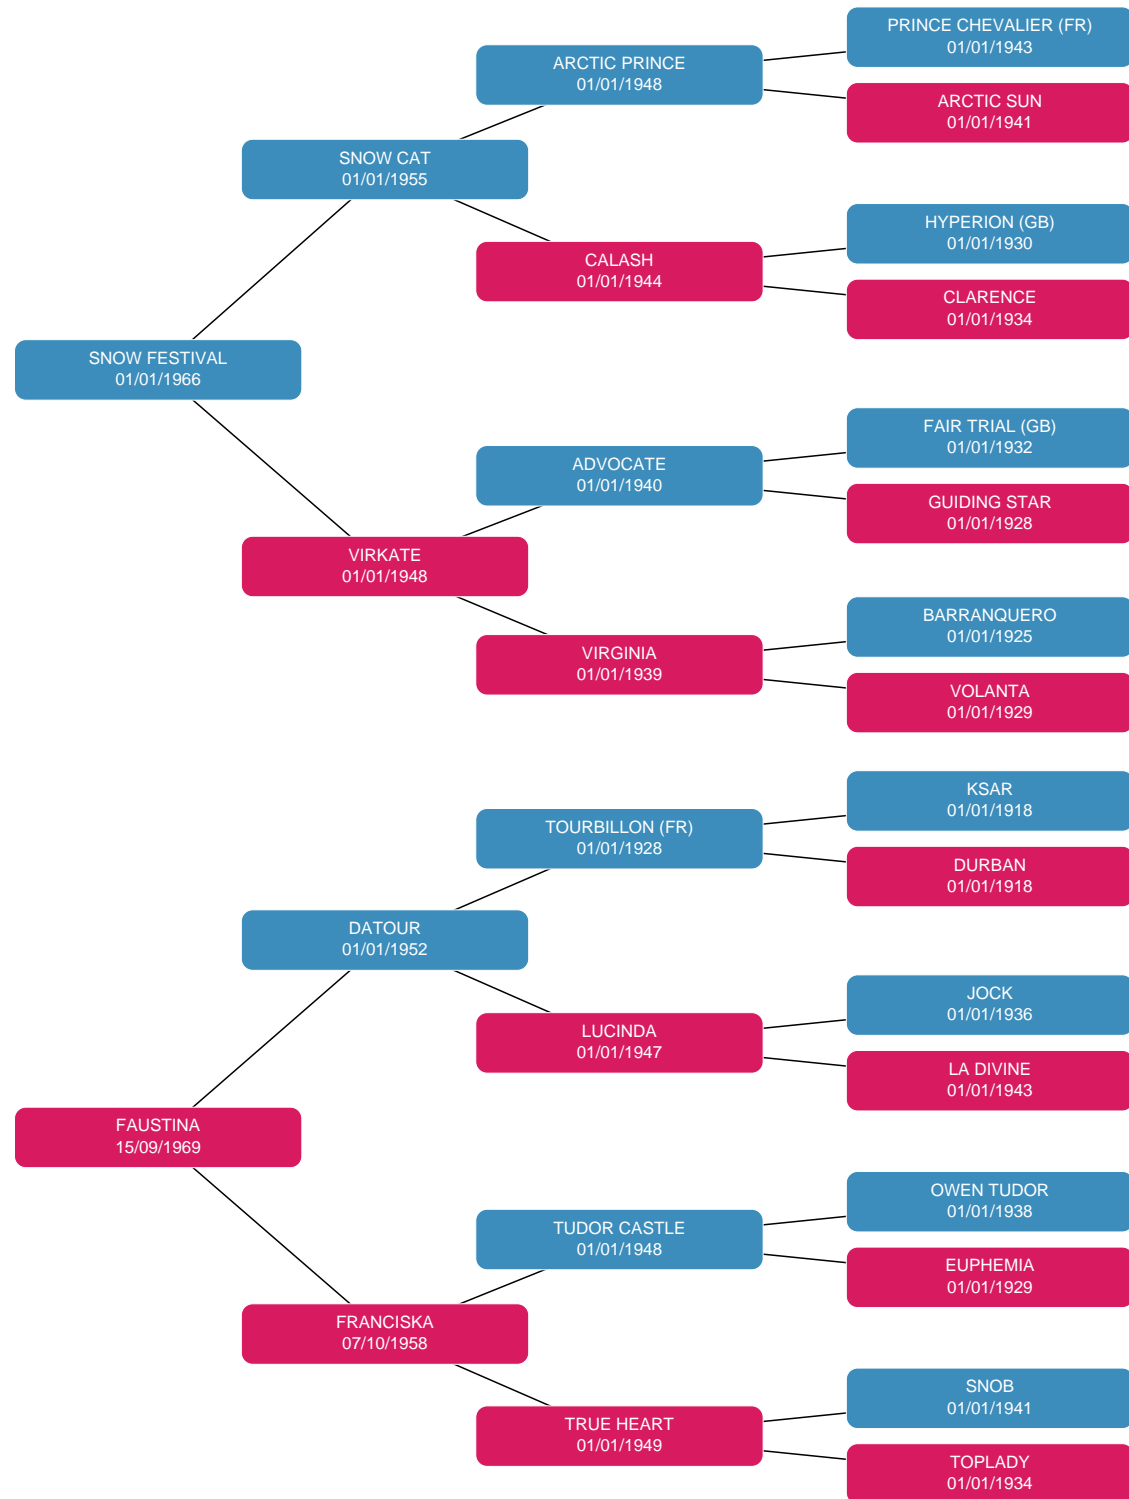 PRINCE CHEVALIER (FR)
01/01/1943
ARCTIC PRINCE
01/01/1948
ARCTIC SUN
01/01/1941
SNOW CAT
01/01/1955
HYPERION (GB)
01/01/1930
CALASH
01/01/1944
CLARENCE
01/01/1934
SNOW FESTIVAL
01/01/1966
FAIR TRIAL (GB)
01/01/1932
ADVOCATE
01/01/1940
GUIDING STAR
01/01/1928
VIRKATE
01/01/1948
BARRANQUERO
01/01/1925
VIRGINIA
01/01/1939
VOLANTA
01/01/1929
KSAR
01/01/1918
TOURBILLON (FR)
01/01/1928
DURBAN
01/01/1918
DATOUR
01/01/1952
JOCK
01/01/1936
LUCINDA
01/01/1947
LA DIVINE
01/01/1943
FAUSTINA
15/09/1969
OWEN TUDOR
01/01/1938
TUDOR CASTLE
01/01/1948
EUPHEMIA
01/01/1929
FRANCISKA
07/10/1958
SNOB
01/01/1941
TRUE HEART
01/01/1949
TOPLADY
01/01/1934